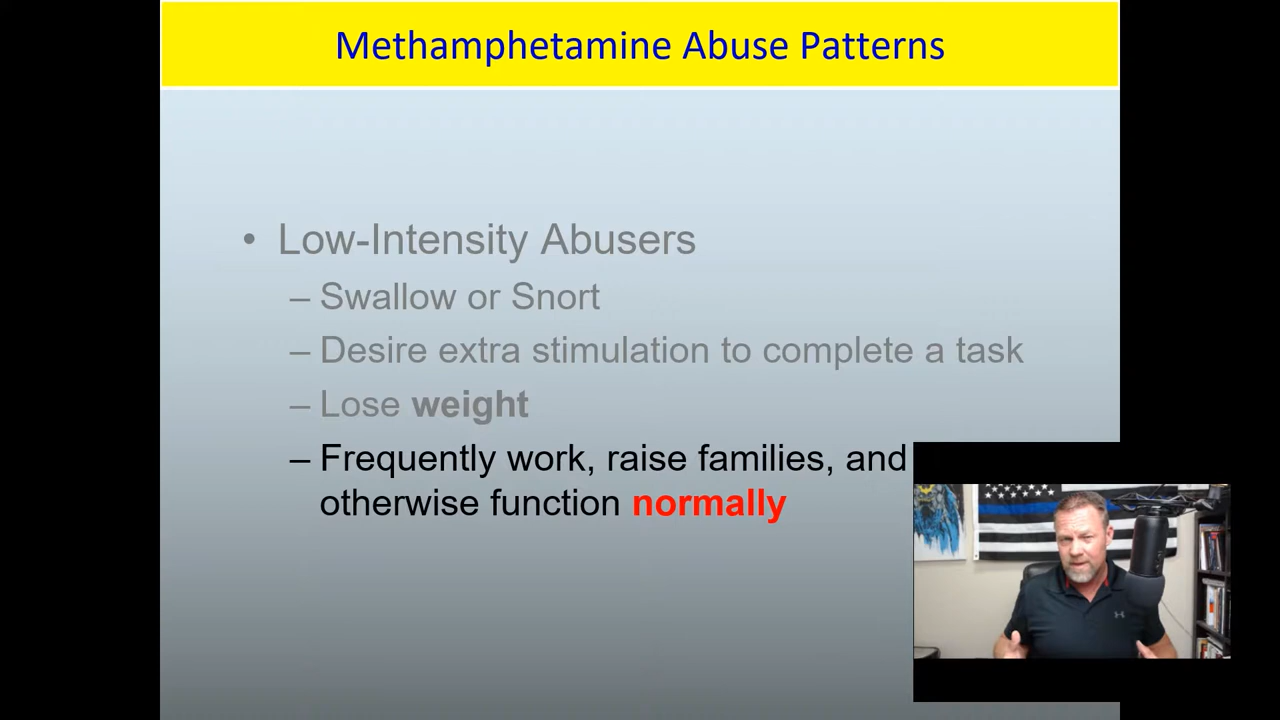 Methamphetamine Abuse Patterns
• Low-Intensity Abusers
– Swallow or Snort
– Desire extra stimulation to complete a task
– Lose weight
– Frequently work, raise families, and
otherwise function normally